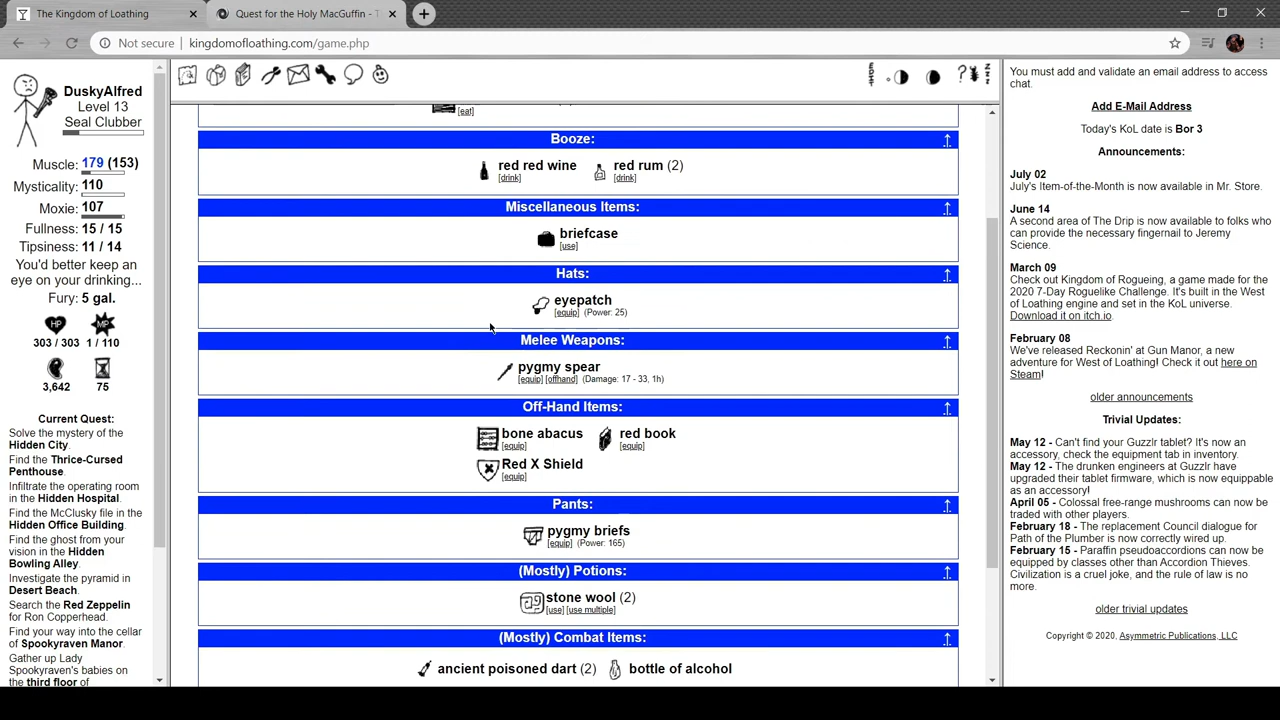 The Kingdom of Loathing
Quest for the Holy MacGuffin - T
Not secure | kingdomofloathing.com/game.php
DuskyAlfred
Level 13
Seal Clubber
Muscle: 179 (153)
Mysticality: 110
Moxie: 107
Fullness: 15 / 15
Tipsiness: 11 / 14
You'd better keep an
eye on your drinking...
Fury: 5 gal.
HP
MP
303 / 303
1 / 110
3,642
75
Current Quest:
Solve the mystery of the
Hidden City.
Find the Thrice-Cursed
Penthouse.
Infiltrate the operating room
in the Hidden Hospital.
Find the McClusky file in the
Hidden Office Building.
Find the ghost from your
vision in the Hidden
Bowling Alley.
Investigate the pyramid in
Desert Beach.
Search the Red Zeppelin
for Ron Copperhead.
Find your way into the cellar
of Spookyraven Manor.
Gather up Lady
Spookyraven's babies on
the third floor of
[eat]
Booze:
red red wine
[drink]
red rum (2)
[drink]
Miscellaneous Items:
briefcase
[use]
Hats:
eyepatch
[equip] (Power: 25)
Melee Weapons:
pygmy spear
[equip] [offhand] (Damage: 17 - 33, 1h)
Off-Hand Items:
bone abacus
[equip]
red book
[equip]
Red X Shield
[equip]
Pants:
pygmy briefs
[equip] (Power: 165)
(Mostly) Potions:
stone wool (2)
[use] [use multiple]
(Mostly) Combat Items:
ancient poisoned dart (2)
bottle of alcohol
You must add and validate an email address to access
chat.
Add E-Mail Address
Today's KoL date is Bor 3
Announcements:
July 02
July's Item-of-the-Month is now available in Mr. Store.
June 14
A second area of The Drip is now available to folks who
can provide the necessary fingernail to Jeremy
Science.
March 09
Check out Kingdom of Rogueing, a game made for the
2020 7-Day Roguelike Challenge. It's built in the West
of Loathing engine and set in the KoL universe.
Download it on itch.io.
February 08
We've released Reckonin' at Gun Manor, a new
adventure for West of Loathing! Check it out here on
Steam!
older announcements
Trivial Updates:
May 12 - Can't find your Guzzlr tablet? It's now an
accessory, check the equipment tab in inventory.
May 12 - The drunken engineers at Guzzlr have
upgraded their tablet firmware, which is now equippable
as an accessory!
April 05 - Colossal free-range mushrooms can now be
traded with other players.
February 18 - The replacement Council dialogue for
Path of the Plumber is now correctly wired up.
February 15 - Paraffin pseudoaccordions can now be
equipped by classes other than Accordion Thieves.
Civilization is a cruel joke, and the rule of law is no
more.
older trivial updates
Copyright © 2020, Asymmetric Publications, LLC